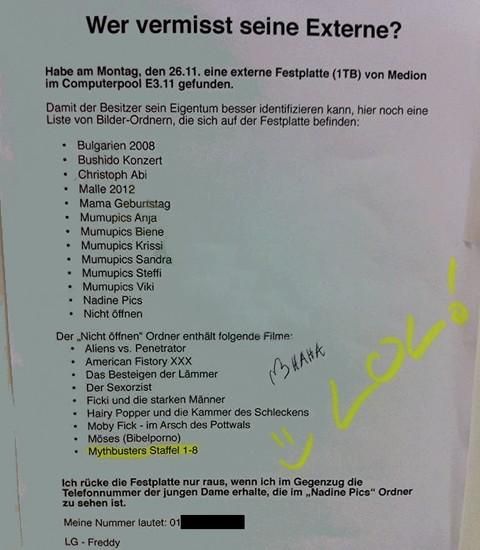 Wer vermisst seine Externe?
Habe am Montag, den 26.11. eine externe Festplatte (1TB) von Medion
im Computerpool E3.11 gefunden.
Damit der Besitzer sein Eigentum besser identifizieren kann, hier noch eine
Liste von Bilder-Ordnern, die sich auf der Festplatte befinden:
• Bulgarien 2008
• Bushido Konzert
• Christoph Abi
• Malle 2012
• Mama Geburtstag
• Mumupics Anja
• Mumupics Biene
• Mumupics Krissi
• Mumupics Sandra
• Mumupics Steffi
• Mumupics Viki
• Nadine Pics
• Nicht öffnen
Der „Nicht öffnen" Ordner enthält folgende Filme:
• Aliens vs. Penetrator
• American Fistory XXX
• Das Besteigen der Lämmer
• Der Sexorzist
• Ficki und die starken Männer
• Hairy Popper und die Kammer des Schleckens
• Moby Fick - im Arsch des Pottwals
• Möses (Bibelporno)
• Mythbusters Staffel 1-8
HAHA
LOL!
Ich rücke die Festplatte nur raus, wenn ich im Gegenzug die
Telefonnummer der jungen Dame erhalte, die im „Nadine Pics" Ordner
zu sehen ist.
Meine Nummer lautet: 01
LG - Freddy